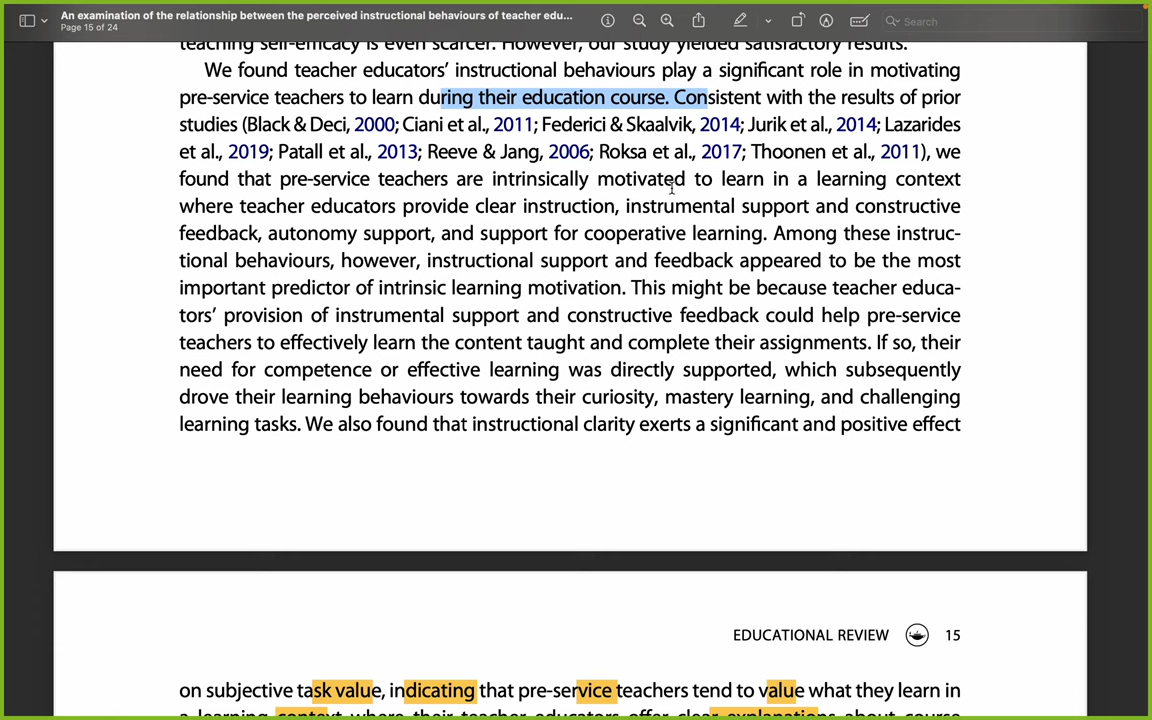 An examination of the relationship between the perceived instructional behaviours of teacher edu...
Page 15 of 24
Search
teaching self-efficacy is even scarcer. However, our study yielded satisfactory results.
We found teacher educators' instructional behaviours play a significant role in motivating
pre-service teachers to learn during their education course. Consistent with the results of prior
studies (Black & Deci, 2000; Ciani et al., 2011; Federici & Skaalvik, 2014; Jurik et al., 2014; Lazarides
et al., 2019; Patall et al., 2013; Reeve & Jang, 2006; Roksa et al., 2017; Thoonen et al., 2011), we
found that pre-service teachers are intrinsically motivated to learn in a learning context
where teacher educators provide clear instruction, instrumental support and constructive
feedback, autonomy support, and support for cooperative learning. Among these instruc-
tional behaviours, however, instructional support and feedback appeared to be the most
important predictor of intrinsic learning motivation. This might be because teacher educa-
tors' provision of instrumental support and constructive feedback could help pre-service
teachers to effectively learn the content taught and complete their assignments. If so, their
need for competence or effective learning was directly supported, which subsequently
drove their learning behaviours towards their curiosity, mastery learning, and challenging
learning tasks. We also found that instructional clarity exerts a significant and positive effect
EDUCATIONAL REVIEW 15
on subjective task value, indicating that pre-service teachers tend to value what they learn in
a learning context where their teacher educators offer clear explanations about course